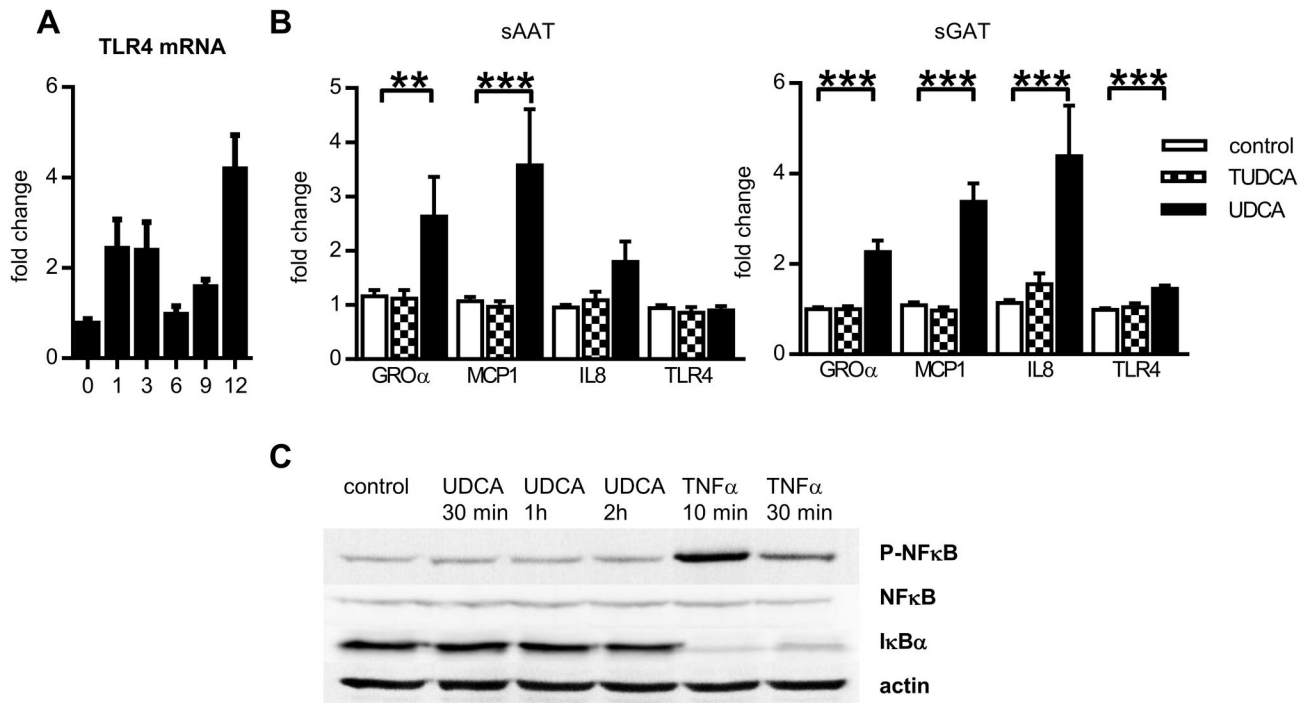 A
TLR4 mRNA
fold change
6
4
2
0
0 1 3 6 9 12
B
sAAT
fold change
5
4
3
2
1
0
** ***
GROα MCP1 IL8 TLR4
sGAT
fold change
6
4
2
0
*** *** *** ***
GROα MCP1 IL8 TLR4
control
TUDCA
UDCA
C
control UDCA UDCA UDCA TNFα TNFα
30 min 1h 2h 10 min 30 min
P-NFκB
NFκB
IκBα
actin